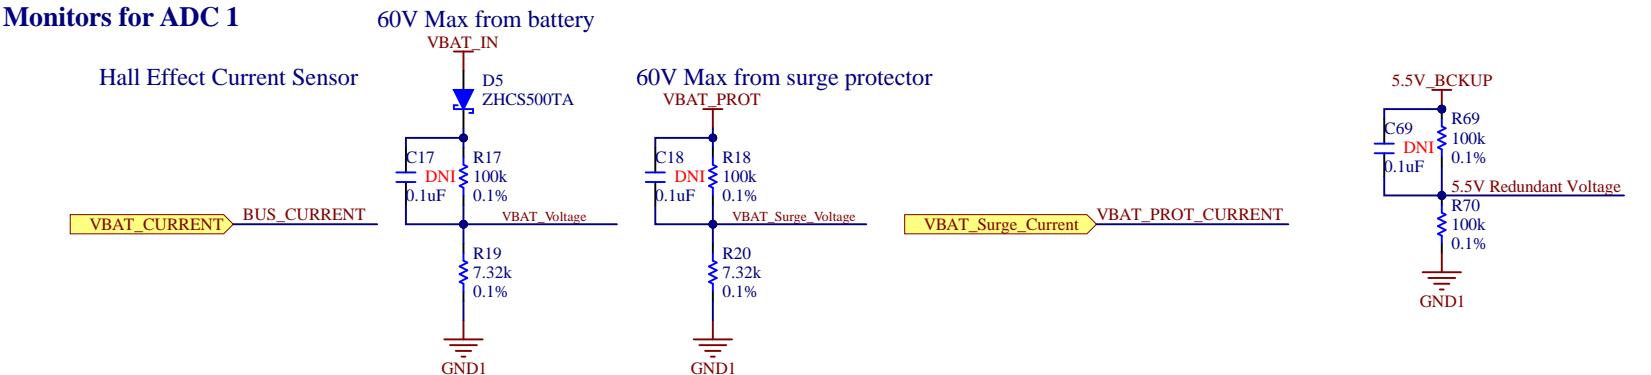 Monitors for ADC 1
60V Max from battery
VBAT_IN
Hall Effect Current Sensor
D5
ZHCS500TA
60V Max from surge protector
VBAT_PROT
5.5V_BCKUP
C17
DNI
0.1uF
R17
100k
0.1%
C18
DNI
0.1uF
R18
100k
0.1%
C69
DNI
0.1uF
R69
100k
0.1%
VBAT_CURRENT
BUS_CURRENT
VBAT_Voltage
VBAT_Surge_Voltage
VBAT_Surge_Current
VBAT_PROT_CURRENT
5.5V Redundant Voltage
R19
7.32k
0.1%
R20
7.32k
0.1%
R70
100k
0.1%
GND1
GND1
GND1